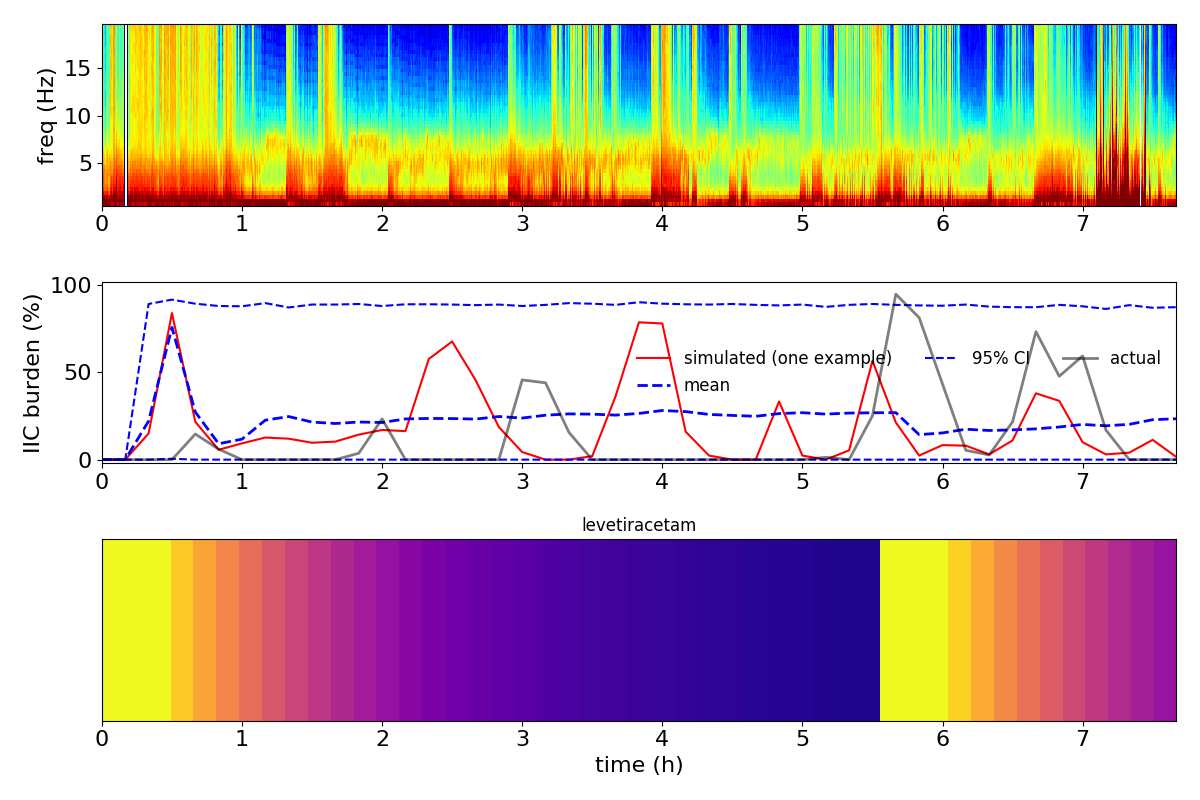 freq (Hz)
15
10
5
0 1 2 3 4 5 6 7
IIC burden (%)
100
50
0
simulated (one example) 95% CI actual
mean
0 1 2 3 4 5 6 7
levetiracetam
0 1 2 3 4 5 6 7
time (h)